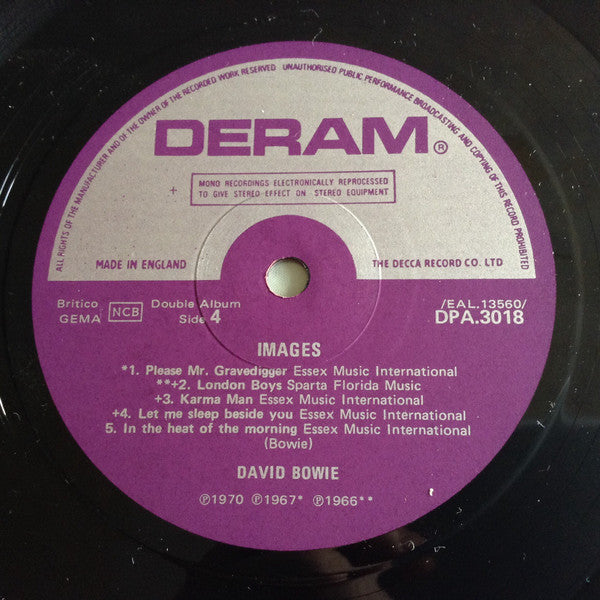 ALL RIGHTS OF THE MANUFACTURER AND OF THE OWNER OF THE RECORDED WORK RESERVED UNAUTHORISED PUBLIC PERFORMANCE BROADCASTING AND COPYING OF THIS RECORD PROHIBITED
DERAM®
+ MONO RECORDINGS ELECTRONICALLY REPROCESSED
TO GIVE STEREO EFFECT ON STEREO EQUIPMENT
MADE IN ENGLAND THE DECCA RECORD CO. LTD
Britico NCB Double Album /EAL.13560/
GEMA Side 4 DPA.3018
IMAGES
*1. Please Mr. Gravedigger Essex Music International
**+2. London Boys Sparta Florida Music
+3. Karma Man Essex Music International
+4. Let me sleep beside you Essex Music International
5. In the heat of the morning Essex Music International
(Bowie)
DAVID BOWIE
℗1970 ℗1967* ℗1966**